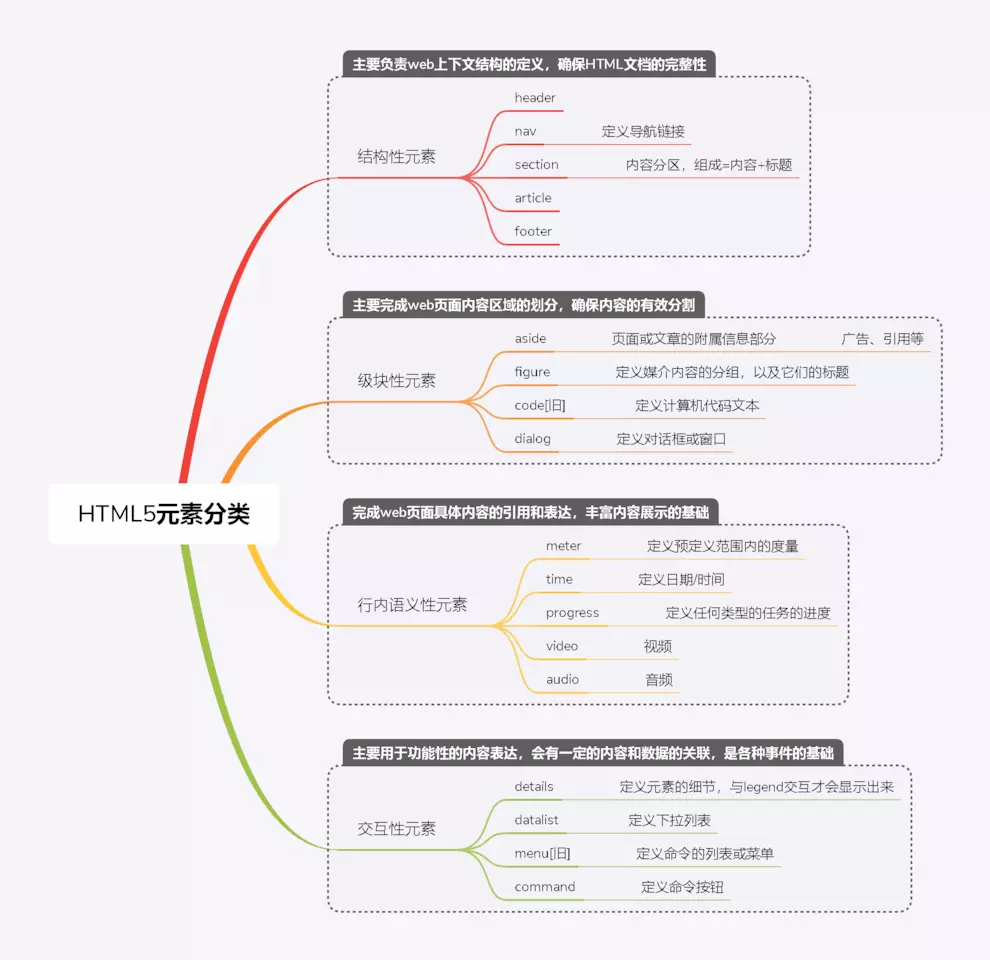 主要负责web上下文结构的定义，确保HTML文档的完整性
header
nav 定义导航链接
结构性元素
section 内容分区，组成=内容+标题
article
footer
主要完成web页面内容区域的划分，确保内容的有效分割
aside 页面或文章的附属信息部分 广告、引用等
figure 定义媒介内容的分组，以及它们的标题
级块性元素
code[旧] 定义计算机代码文本
dialog 定义对话框或窗口
HTML5元素分类
完成web页面具体内容的引用和表达，丰富内容展示的基础
meter 定义预定义范围内的度量
time 定义日期/时间
行内语义性元素
progress 定义任何类型的任务的进度
video 视频
audio 音频
主要用于功能性的内容表达，会有一定的内容和数据的关联，是各种事件的基础
details 定义元素的细节，与legend交互才会显示出来
datalist 定义下拉列表
交互性元素
menu[旧] 定义命令的列表或菜单
command 定义命令按钮